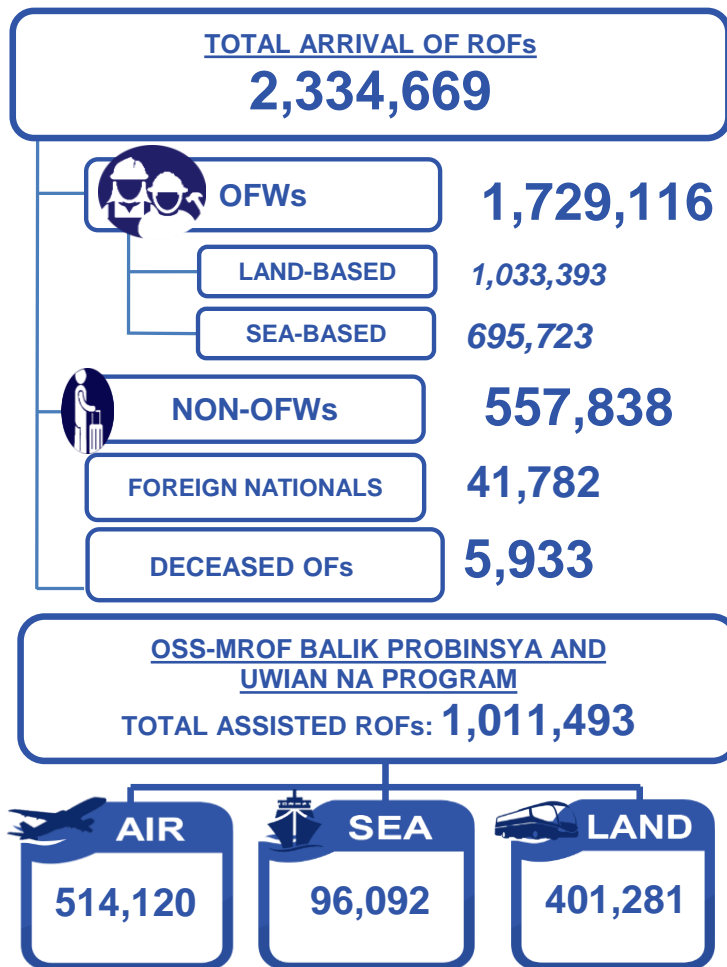 TOTAL ARRIVAL OF ROFs
2,334,669
OFWs 1,729,116
LAND-BASED 1,033,393
SEA-BASED 695,723
NON-OFWs 557,838
FOREIGN NATIONALS 41,782
DECEASED OFs 5,933
OSS-MROF BALIK PROBINSYA AND
UWIAN NA PROGRAM
TOTAL ASSISTED ROFs: 1,011,493
AIR SEA LAND
514,120 96,092 401,281